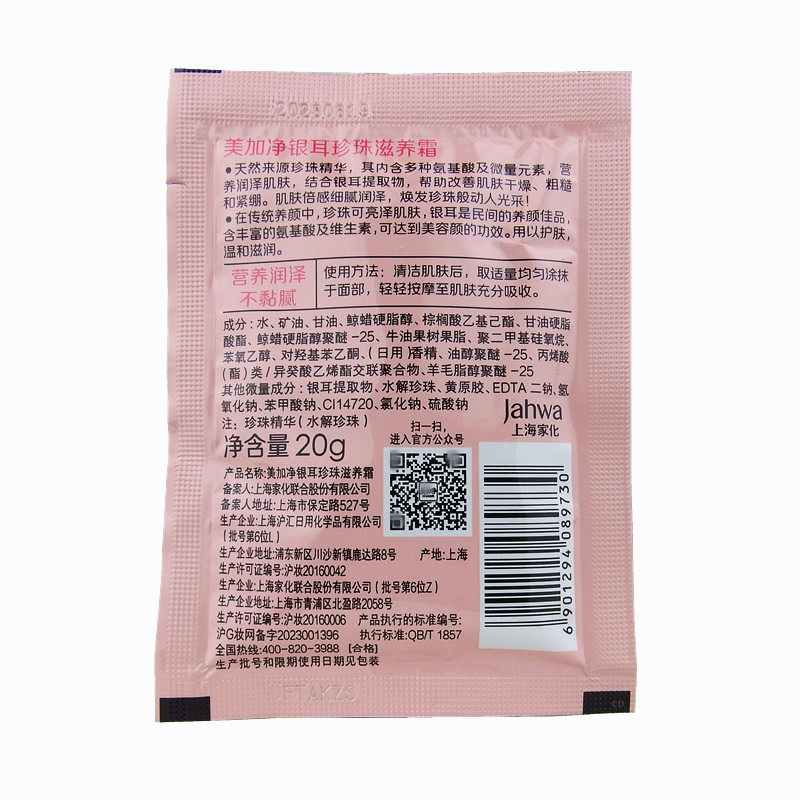 20280613
美加净银耳珍珠滋养霜
●天然来源珍珠精华，其内含多种氨基酸及微量元素，营
养润泽肌肤，结合银耳提取物，帮助改善肌肤干燥、粗糙
和紧绷。肌肤倍感细腻润泽，焕发珍珠般动人光采！
●在传统养颜中，珍珠可亮泽肌肤，银耳是民间的养颜佳品，
含丰富的氨基酸及维生素，可达到美容颜的功效。用以护肤，
温和滋润。
营养润泽
不黏腻
使用方法：清洁肌肤后，取适量均匀涂抹
于面部，轻轻按摩至肌肤充分吸收。
成分：水、矿油、甘油、鲸蜡硬脂醇、棕榈酸乙基己酯、甘油硬脂
酸酯、鲸蜡硬脂醇聚醚-25、牛油果树果脂、聚二甲基硅氧烷、
苯氧乙醇、对羟基苯乙酮、(日用)香精、油醇聚醚-25、丙烯酸
(酯)类/异癸酸乙烯酯交联聚合物、羊毛脂醇聚醚-25
其他微量成分：银耳提取物、水解珍珠、黄原胶、EDTA 二钠、氢
氧化钠、苯甲酸钠、CI14720、氯化钠、硫酸钠
注：珍珠精华(水解珍珠)
Jahwa
上海家化
净含量 20g
扫一扫，
进入官方公众号
产品名称:美加净银耳珍珠滋养霜
备案人:上海家化联合股份有限公司
备案人地址:上海市保定路527号
生产企业:上海沪汇日用化学品有限公司
(批号第6位L)
生产企业地址:浦东新区川沙新镇鹿达路8号 产地:上海
生产许可证编号:沪妆20160042
生产企业:上海家化联合股份有限公司(批号第6位Z)
生产企业地址:上海市青浦区北盈路2058号
生产许可证编号:沪妆20160006 产品执行的标准编号:
沪G妆网备字2023001396 执行标准:QB/T 1857
全国热线:400-820-3988 [合格]
生产批号和限期使用日期见包装
6 901294 089730
FTAKZS
CD